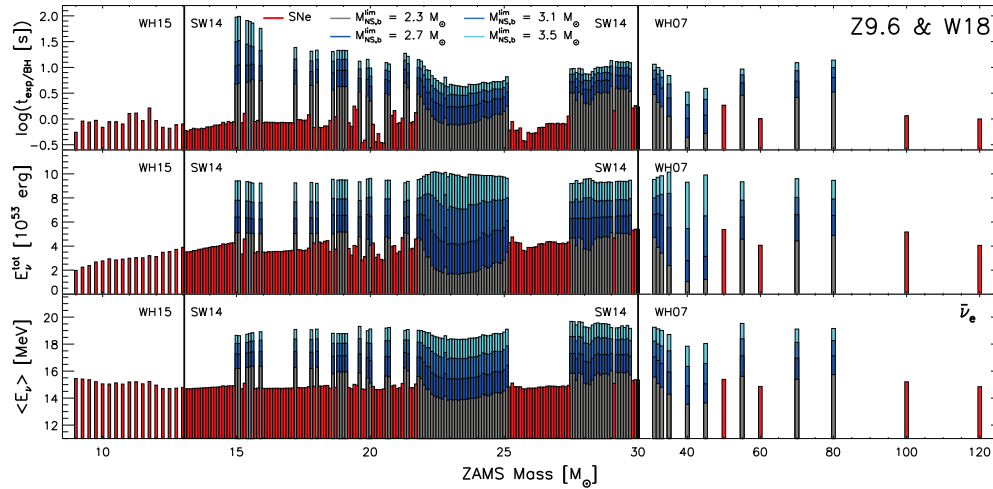 WH15 SW14 SNe M^lim_NS,b = 2.3 M⊙ M^lim_NS,b = 3.1 M⊙ SW14 WH07 Z9.6 & W18
M^lim_NS,b = 2.7 M⊙ M^lim_NS,b = 3.5 M⊙
log(t_exp/BH) [s]
2.0
1.5
1.0
0.5
0.0
−0.5
WH15 SW14 SW14 WH07
E_ν^tot [10^53 erg]
10
8
6
4
2
0
WH15 SW14 SW14 WH07 ν̄_e
<E_ν> [MeV]
20
18
16
14
12
10 15 20 25 30 40 60 80 100 120
ZAMS Mass [M⊙]